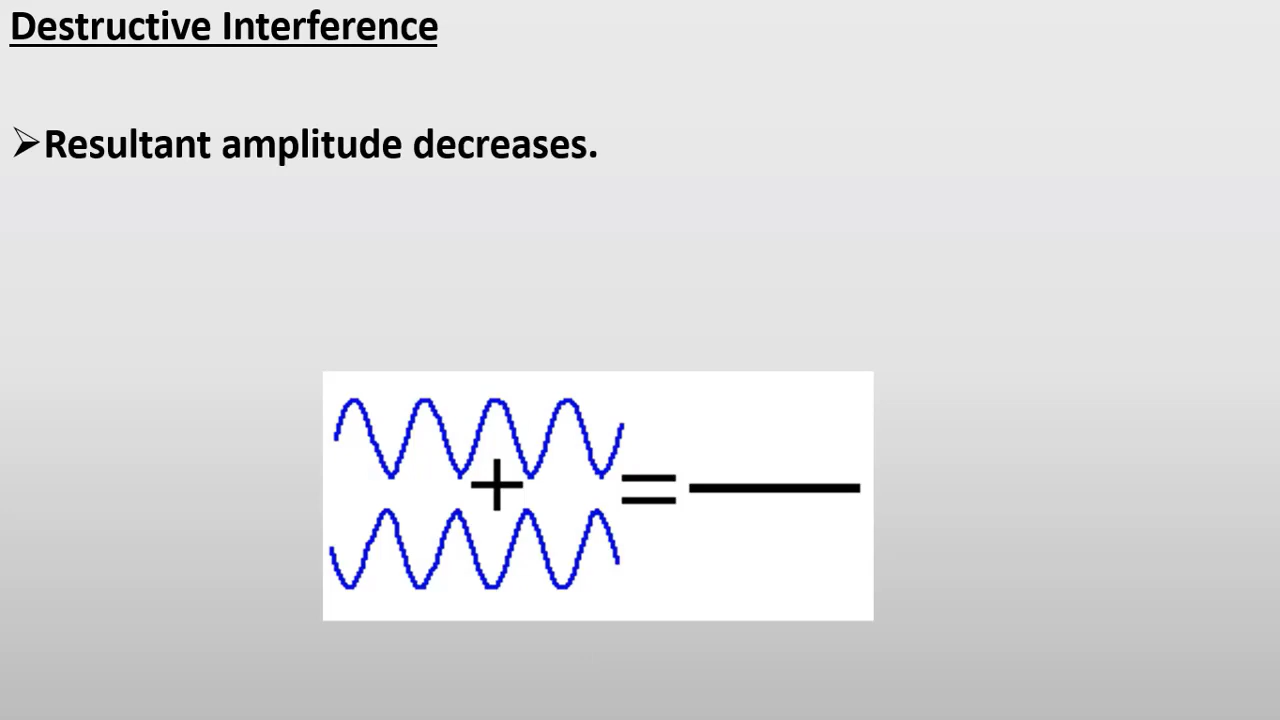 Destructive Interference
➢Resultant amplitude decreases.
+ =